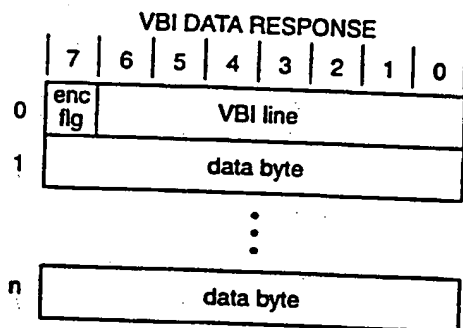 VBI DATA RESPONSE
7 6 5 4 3 2 1 0
0 enc flg VBI line
1 data byte
n data byte